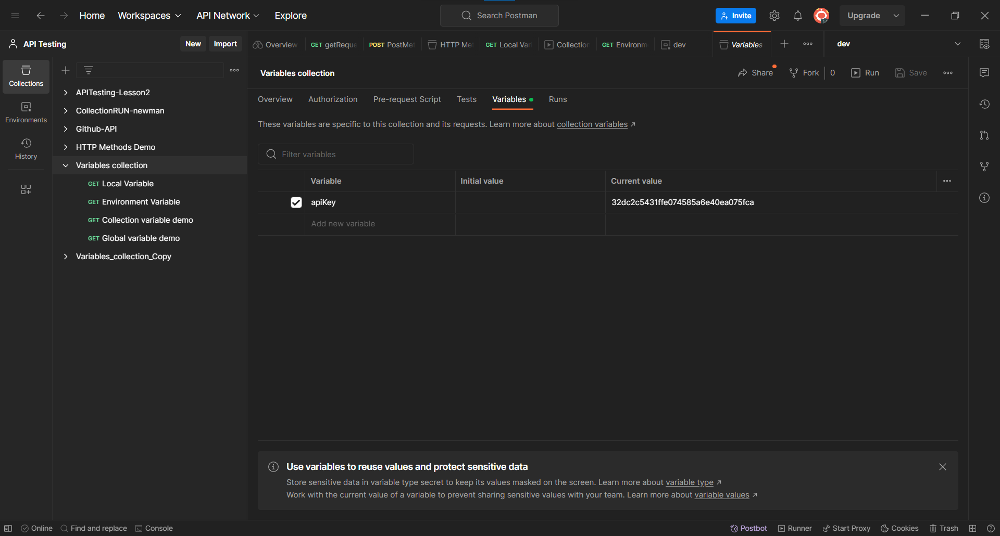 Home Workspaces API Network Explore Search Postman Invite Upgrade
API Testing New Import Overview GET getReque POST PostMet HTTP Me GET Local Var Collection GET Environm dev Variables dev
Collections
Environments
History
APITesting-Lesson2
CollectionRUN-newman
Github-API
HTTP Methods Demo
Variables collection
GET Local Variable
GET Environment Variable
GET Collection variable demo
GET Global variable demo
Variables_collection_Copy
Variables collection Share Fork 0 Run Save
Overview Authorization Pre-request Script Tests Variables Runs
These variables are specific to this collection and its requests. Learn more about collection variables ↗
Filter variables
Variable Initial value Current value
apiKey 32dc2c5431ffe074585a6e40ea075fca
Add new variable
Use variables to reuse values and protect sensitive data
Store sensitive data in variable type secret to keep its values masked on the screen. Learn more about variable type ↗
Work with the current value of a variable to prevent sharing sensitive values with your team. Learn more about variable values ↗
Online Find and replace Console Postbot Runner Start Proxy Cookies Trash